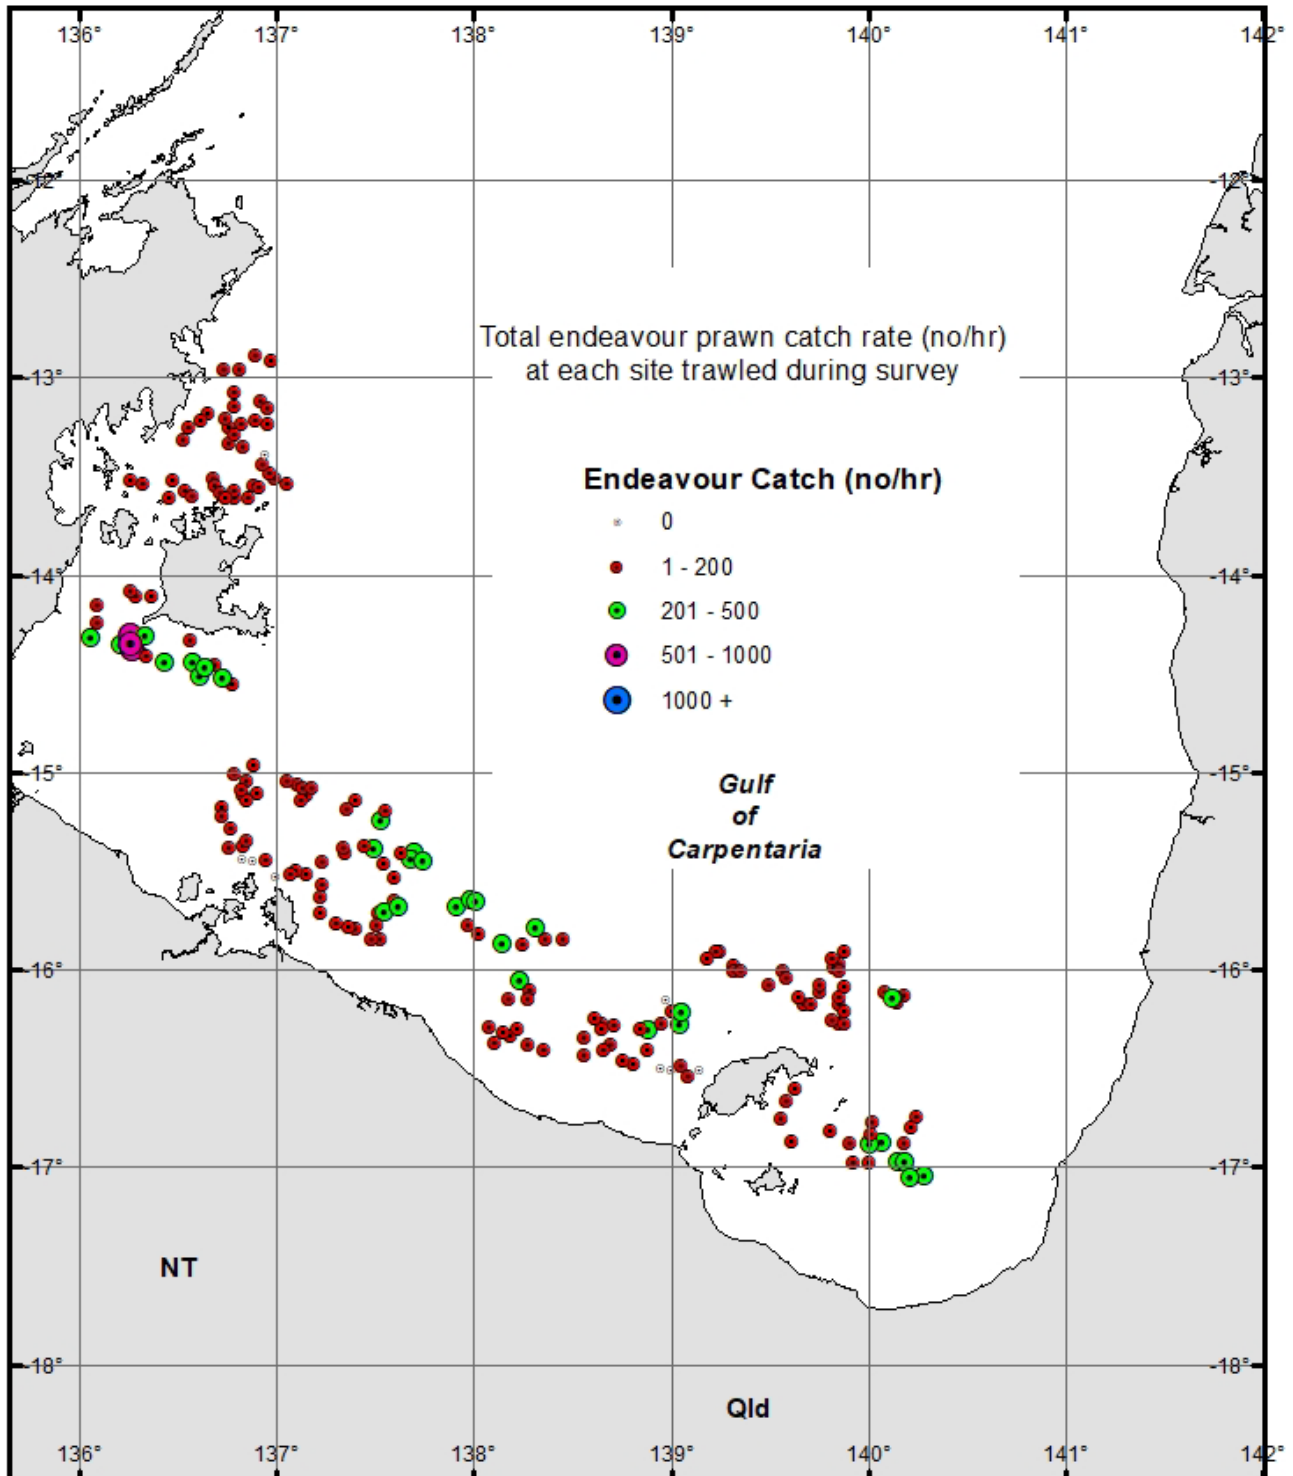 136° 137° 138° 139° 140° 141° 142°
-12° -12°
Total endeavour prawn catch rate (no/hr)
at each site trawled during survey
-13° -13°
Endeavour Catch (no/hr)
0
1 - 200
-14° -14°
201 - 500
501 - 1000
1000 +
-15° -15°
Gulf
of
Carpentaria
-16° -16°
-17° -17°
NT
-18° -18°
Qld
136° 137° 138° 139° 140° 141° 142°